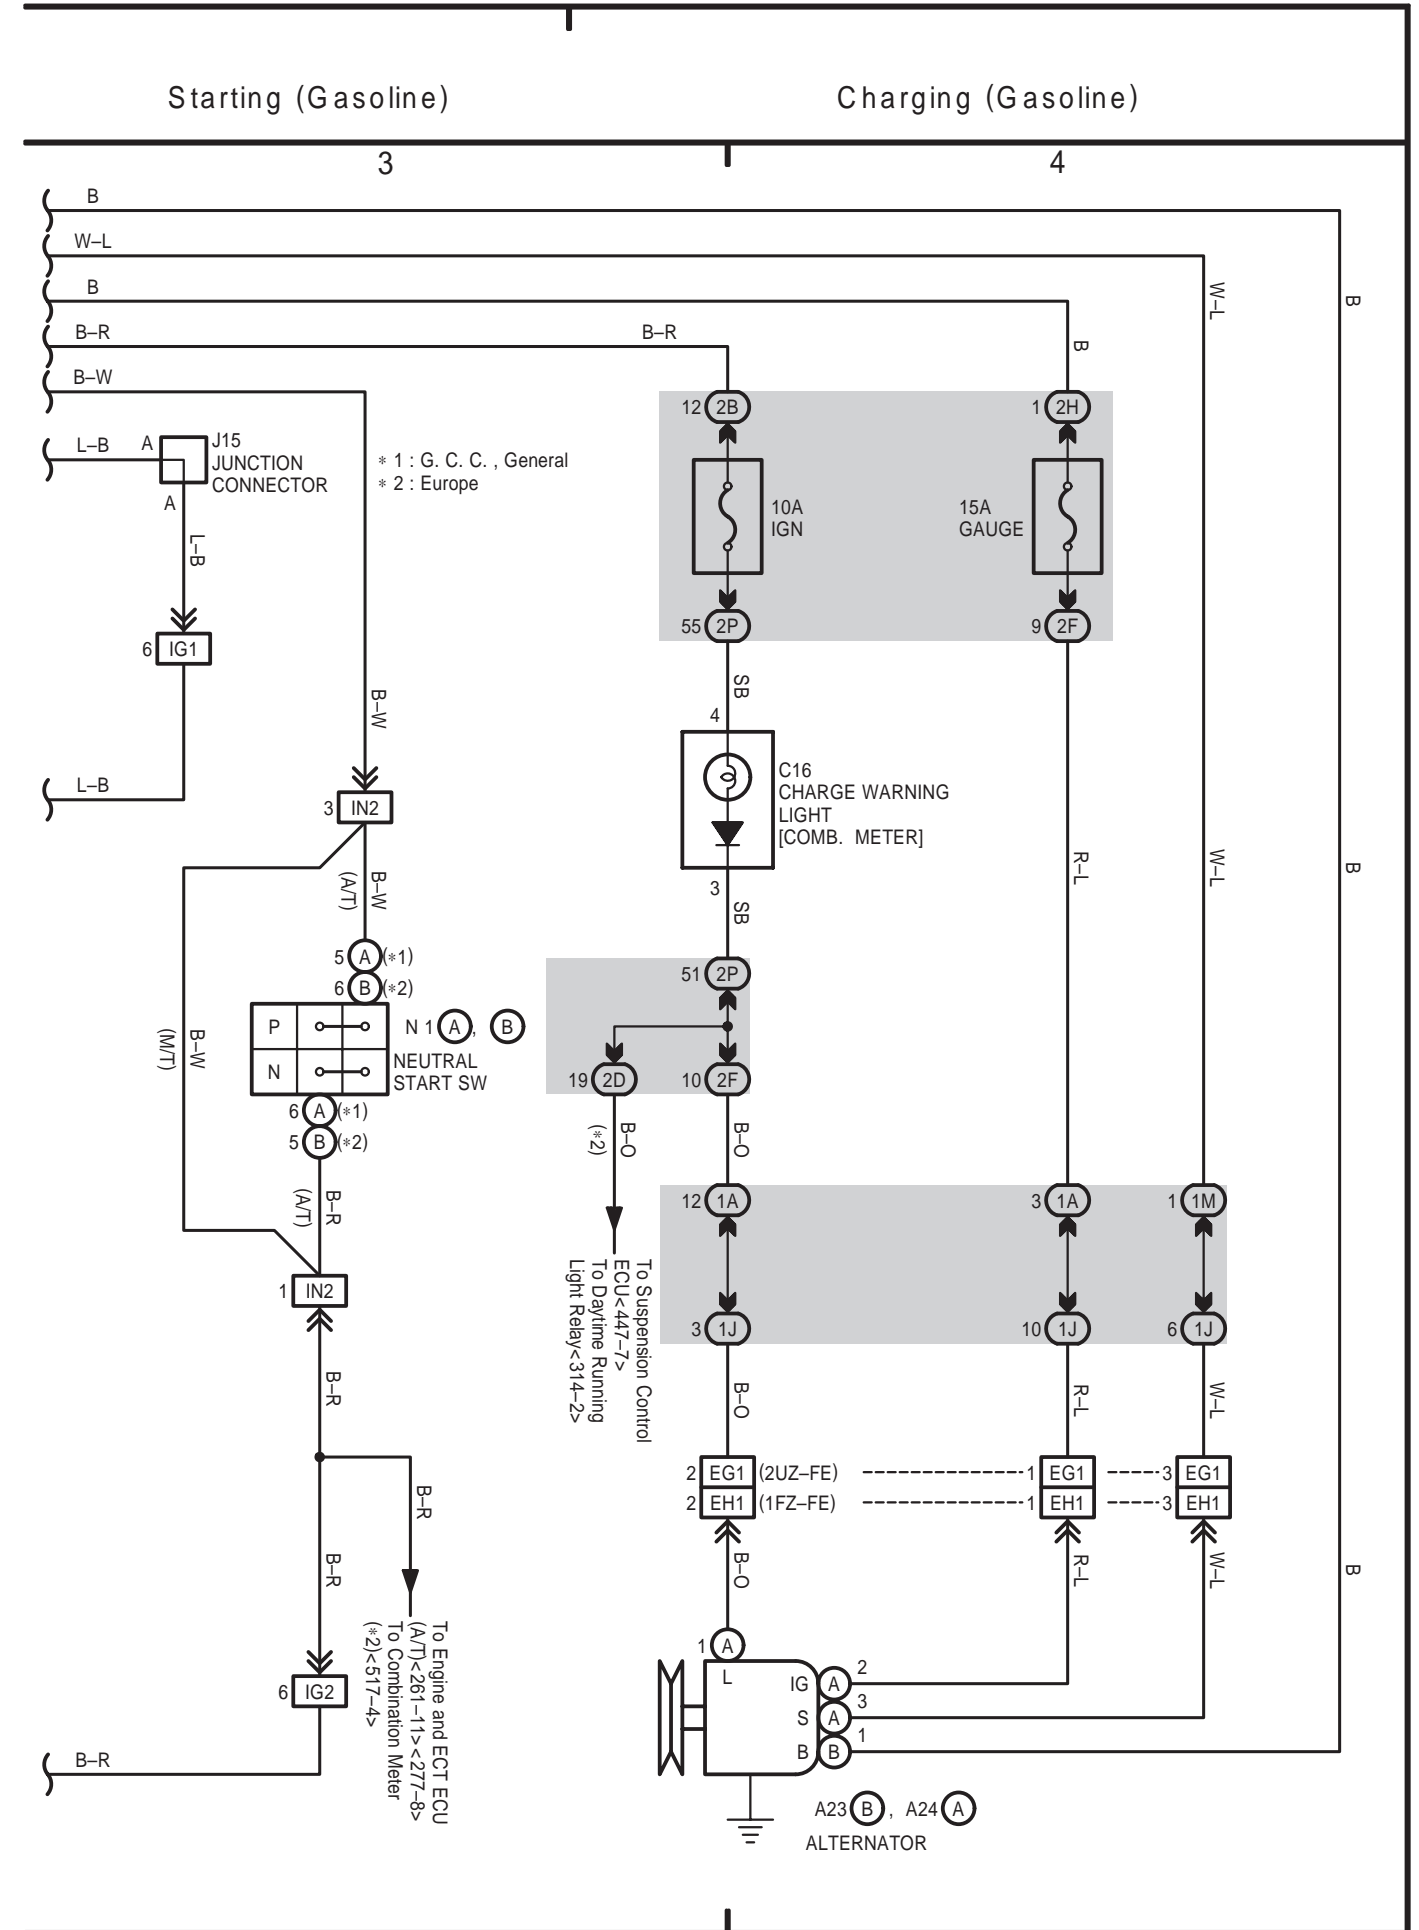 Starting (Gasoline)
Charging (Gasoline)
3
4
B
W–L
B
B–R
B–R
B–W
W–L
B
B
L–B
A
J15
JUNCTION
CONNECTOR
A
L–B
6 IG1
L–B
∗ 1 : G. C. C. , General
∗ 2 : Europe
12 2B
1 2H
10A
IGN
15A
GAUGE
55 2P
9 2F
SB
4
C16
CHARGE WARNING
LIGHT
[COMB. METER]
3
SB
B–W
3 IN2
B–W
(A/T)
R–L
W–L
B
5 A (∗1)
6 B (∗2)
P
N
N 1 A , B
NEUTRAL
START SW
6 A (∗1)
5 B (∗2)
B–W
(M/T)
B–R
(A/T)
1 IN2
B–R
B–R
B–R
6 IG2
B–R
To Engine and ECT ECU
(A/T)<261–11><277–8>
To Combination Meter
(∗2)<517–4>
51 2P
19 2D
10 2F
B–O
(∗2)
B–O
To Suspension Control
ECU<447–7>
To Daytime Running
Light Relay<314–2>
12 1A
3 1A
1 1M
3 1J
10 1J
6 1J
B–O
R–L
W–L
2 EG1 (2UZ–FE)
1 EG1
3 EG1
2 EH1 (1FZ–FE)
1 EH1
3 EH1
B–O
R–L
W–L
B
1 A
L
IG A 2
S A 3
B B 1
A23 B , A24 A
ALTERNATOR